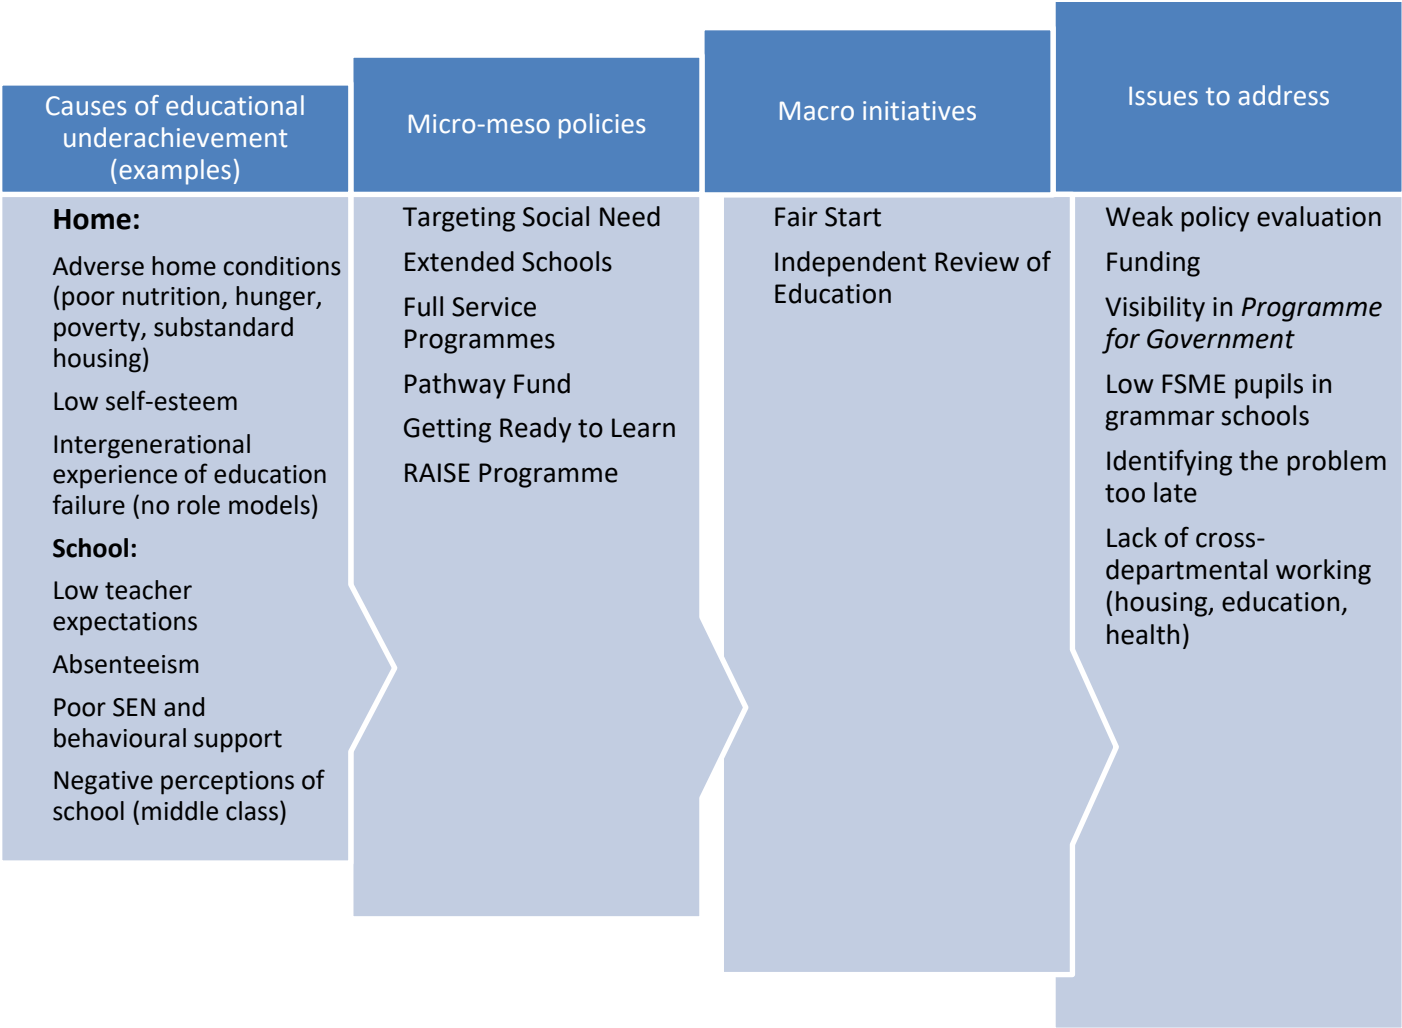 Causes of educational
underachievement
(examples)
Home:
Adverse home conditions
(poor nutrition, hunger,
poverty, substandard
housing)
Low self-esteem
Intergenerational
experience of education
failure (no role models)
School:
Low teacher
expectations
Absenteeism
Poor SEN and
behavioural support
Negative perceptions of
school (middle class)
Micro-meso policies
Targeting Social Need
Extended Schools
Full Service
Programmes
Pathway Fund
Getting Ready to Learn
RAISE Programme
Macro initiatives
Fair Start
Independent Review of
Education
Issues to address
Weak policy evaluation
Funding
Visibility in Programme
for Government
Low FSME pupils in
grammar schools
Identifying the problem
too late
Lack of cross-
departmental working
(housing, education,
health)